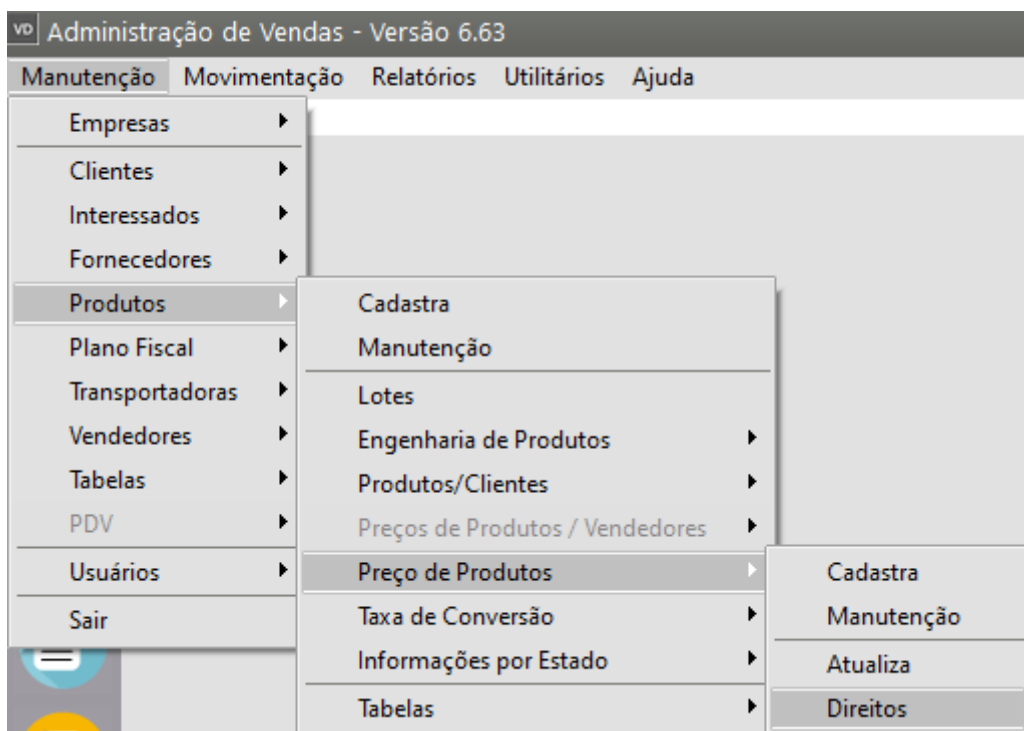 VD Administração de Vendas - Versão 6.63
Manutenção Movimentação Relatórios Utilitários Ajuda
Empresas
Clientes
Interessados
Fornecedores
Produtos
Plano Fiscal
Transportadoras
Vendedores
Tabelas
PDV
Usuários
Sair
Cadastra
Manutenção
Lotes
Engenharia de Produtos
Produtos/Clientes
Preços de Produtos / Vendedores
Preço de Produtos
Taxa de Conversão
Informações por Estado
Tabelas
Cadastra
Manutenção
Atualiza
Direitos